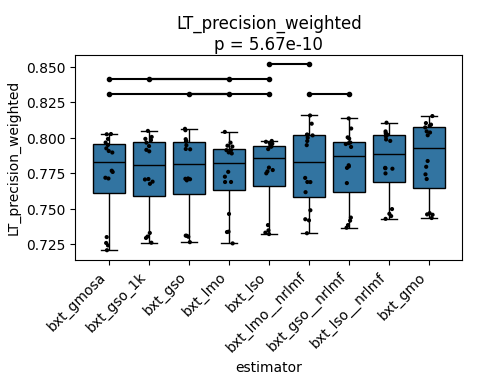 LT_precision_weighted
p = 5.67e-10
LT_precision_weighted
0.850
0.825
0.800
0.775
0.750
0.725
bxt_gmosa
bxt_gso_1k
bxt_gso
bxt_lmo
bxt_lso
bxt_lmo__nrlmf
bxt_gso__nrlmf
bxt_lso__nrlmf
bxt_gmo
estimator